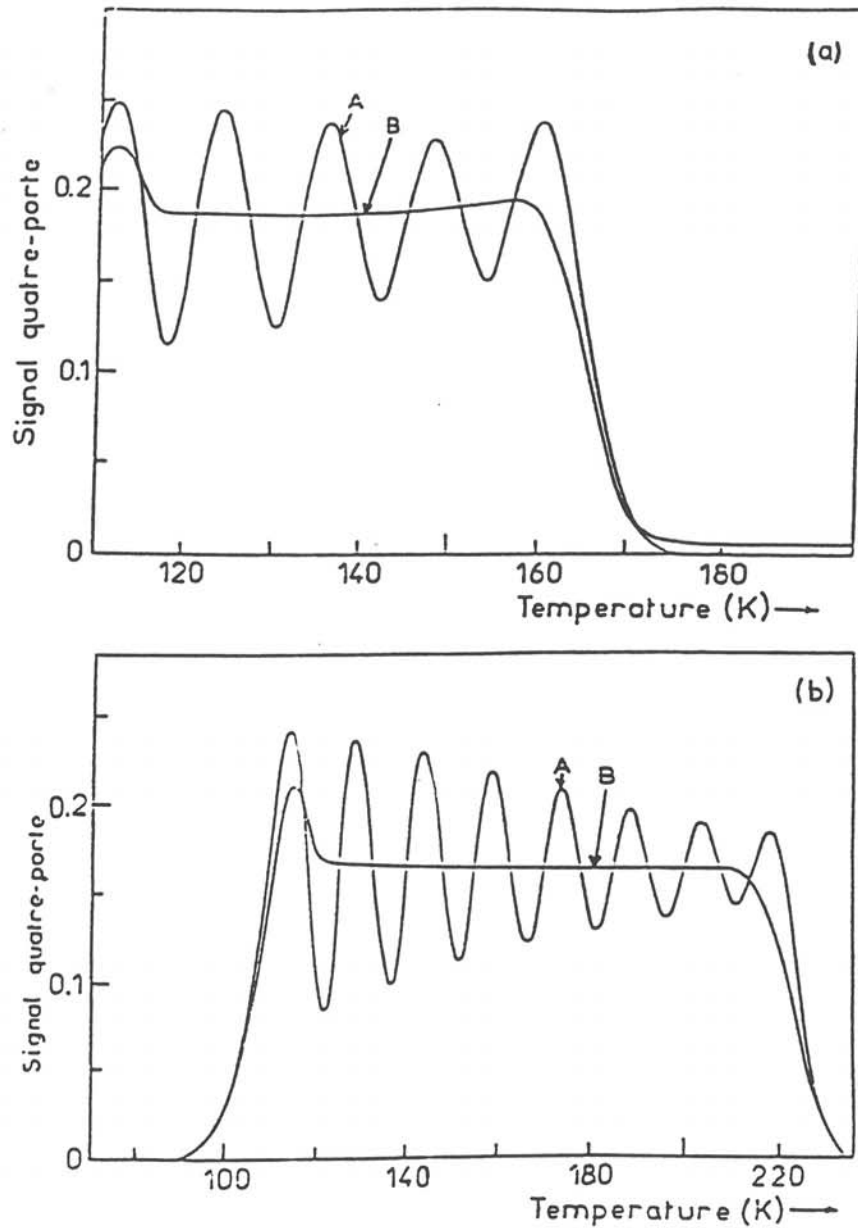 (a)
A
B
0.2
0.1
0
Signal quatre-porte
120 140 160 180
Temperature (K)
(b)
A B
0.2
0.1
0
Signal quatre-porte
100 140 180 220
Temperature (K)